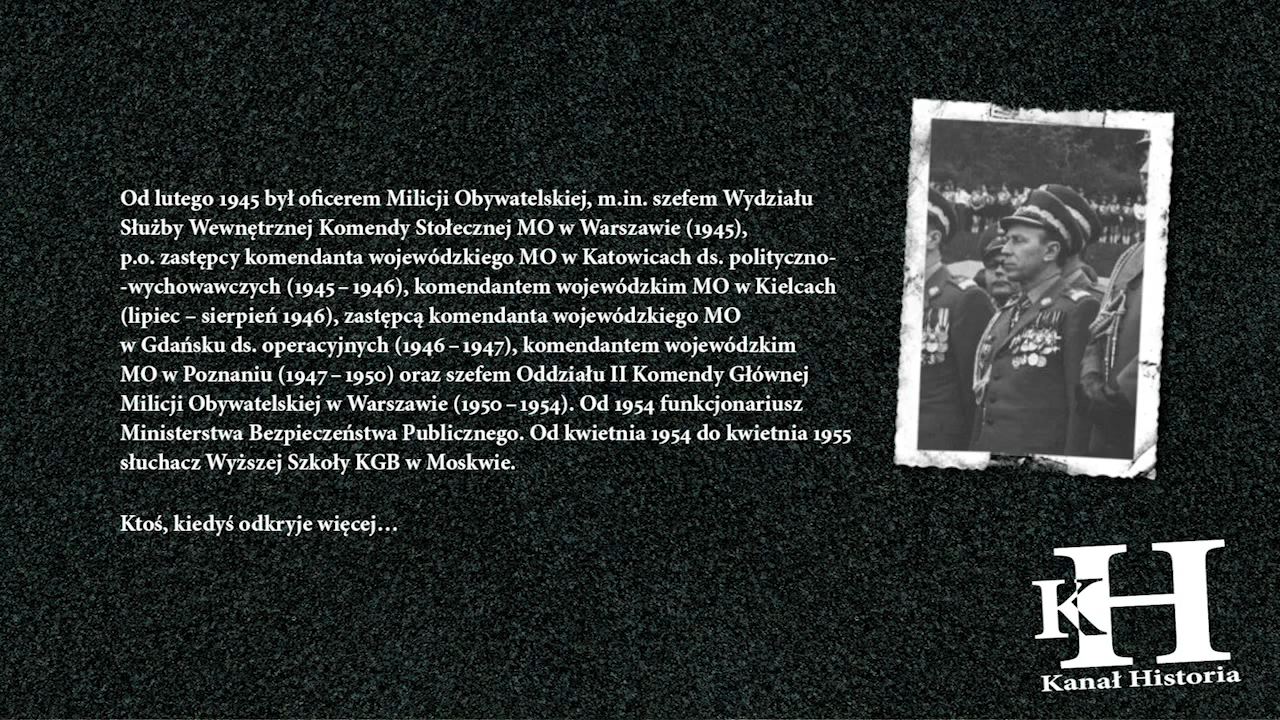 Od lutego 1945 był oficerem Milicji Obywatelskiej, m.in. szefem Wydziału
Służby Wewnętrznej Komendy Stołecznej MO w Warszawie (1945),
p.o. zastępcy komendanta wojewódzkiego MO w Katowicach ds. polityczno-
-wychowawczych (1945 – 1946), komendantem wojewódzkim MO w Kielcach
(lipiec – sierpień 1946), zastępcą komendanta wojewódzkiego MO
w Gdańsku ds. operacyjnych (1946 – 1947), komendantem wojewódzkim
MO w Poznaniu (1947 – 1950) oraz szefem Oddziału II Komendy Głównej
Milicji Obywatelskiej w Warszawie (1950 – 1954). Od 1954 funkcjonariusz
Ministerstwa Bezpieczeństwa Publicznego. Od kwietnia 1954 do kwietnia 1955
słuchacz Wyższej Szkoły KGB w Moskwie.
Ktoś, kiedyś odkryje więcej…
KH
Kanał Historia